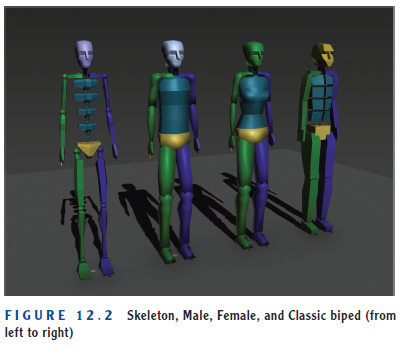 FIGURE 12.2 Skeleton, Male, Female, and Classic biped (from
left to right)